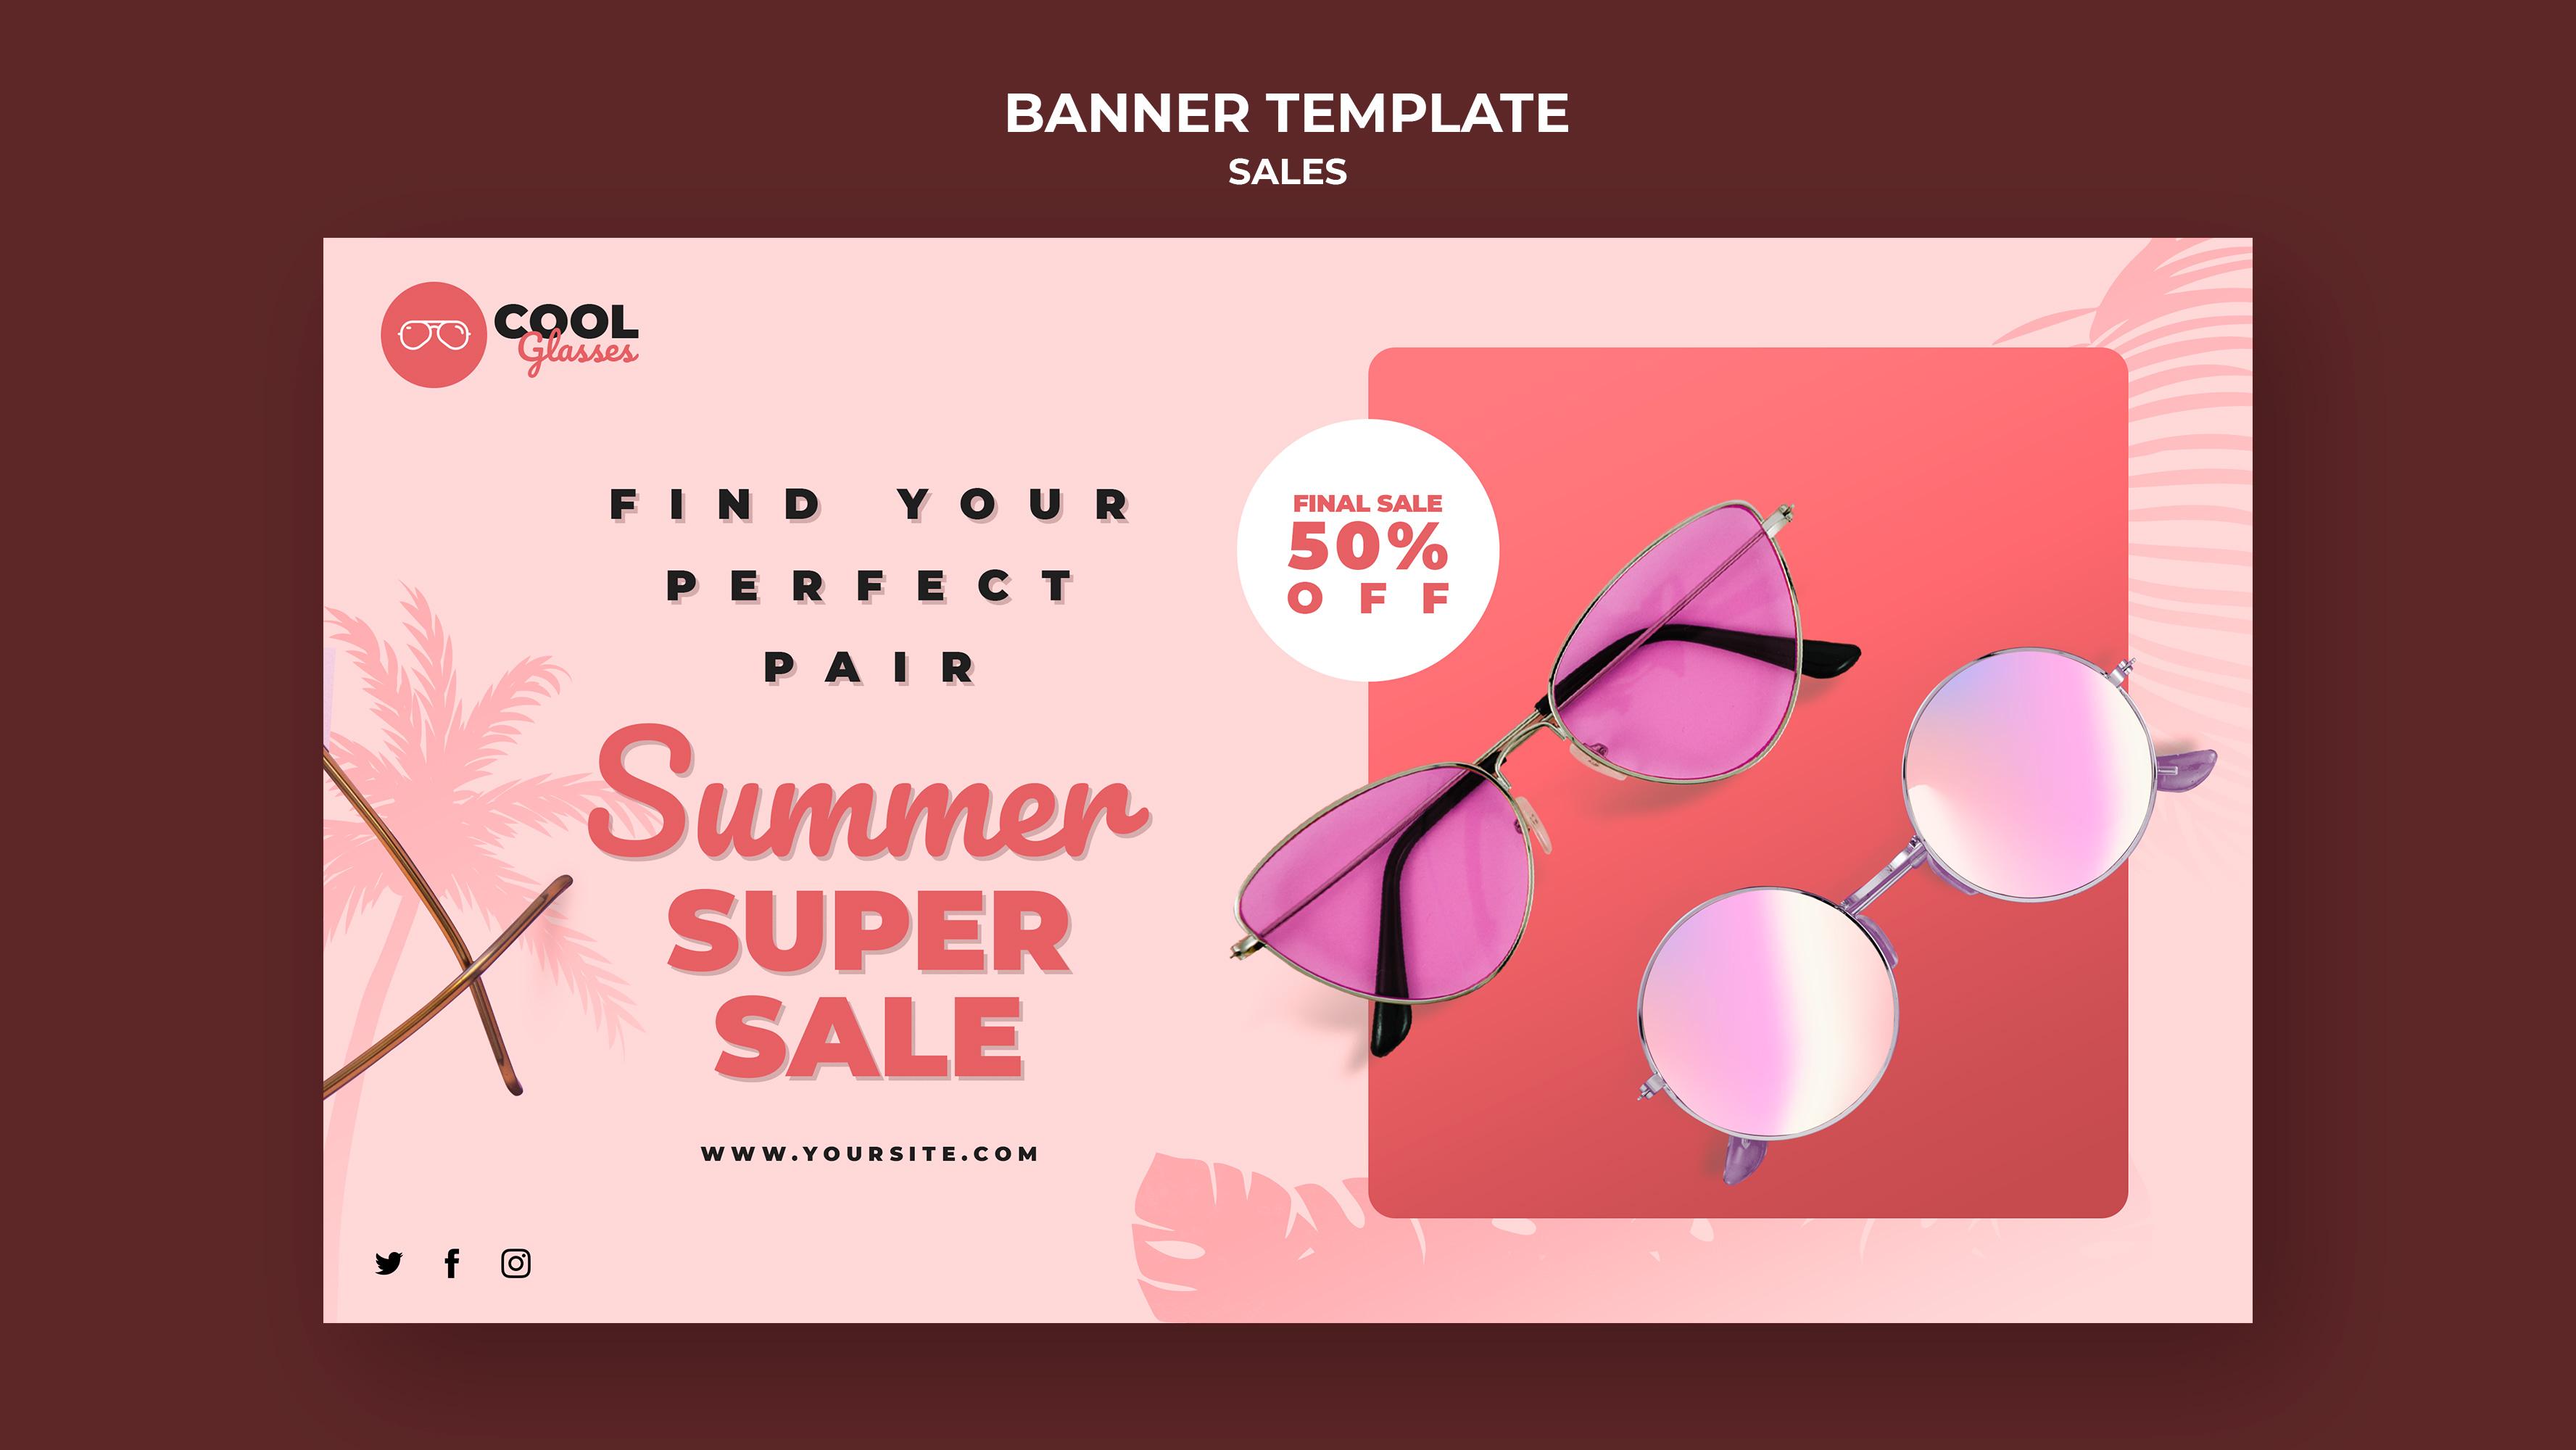 BANNER TEMPLATE
SALES
COOL
Glasses
FIND YOUR
PERFECT
PAIR
Summer
SUPER
SALE
WWW.YOURSITE.COM
FINAL SALE
50%
OFF